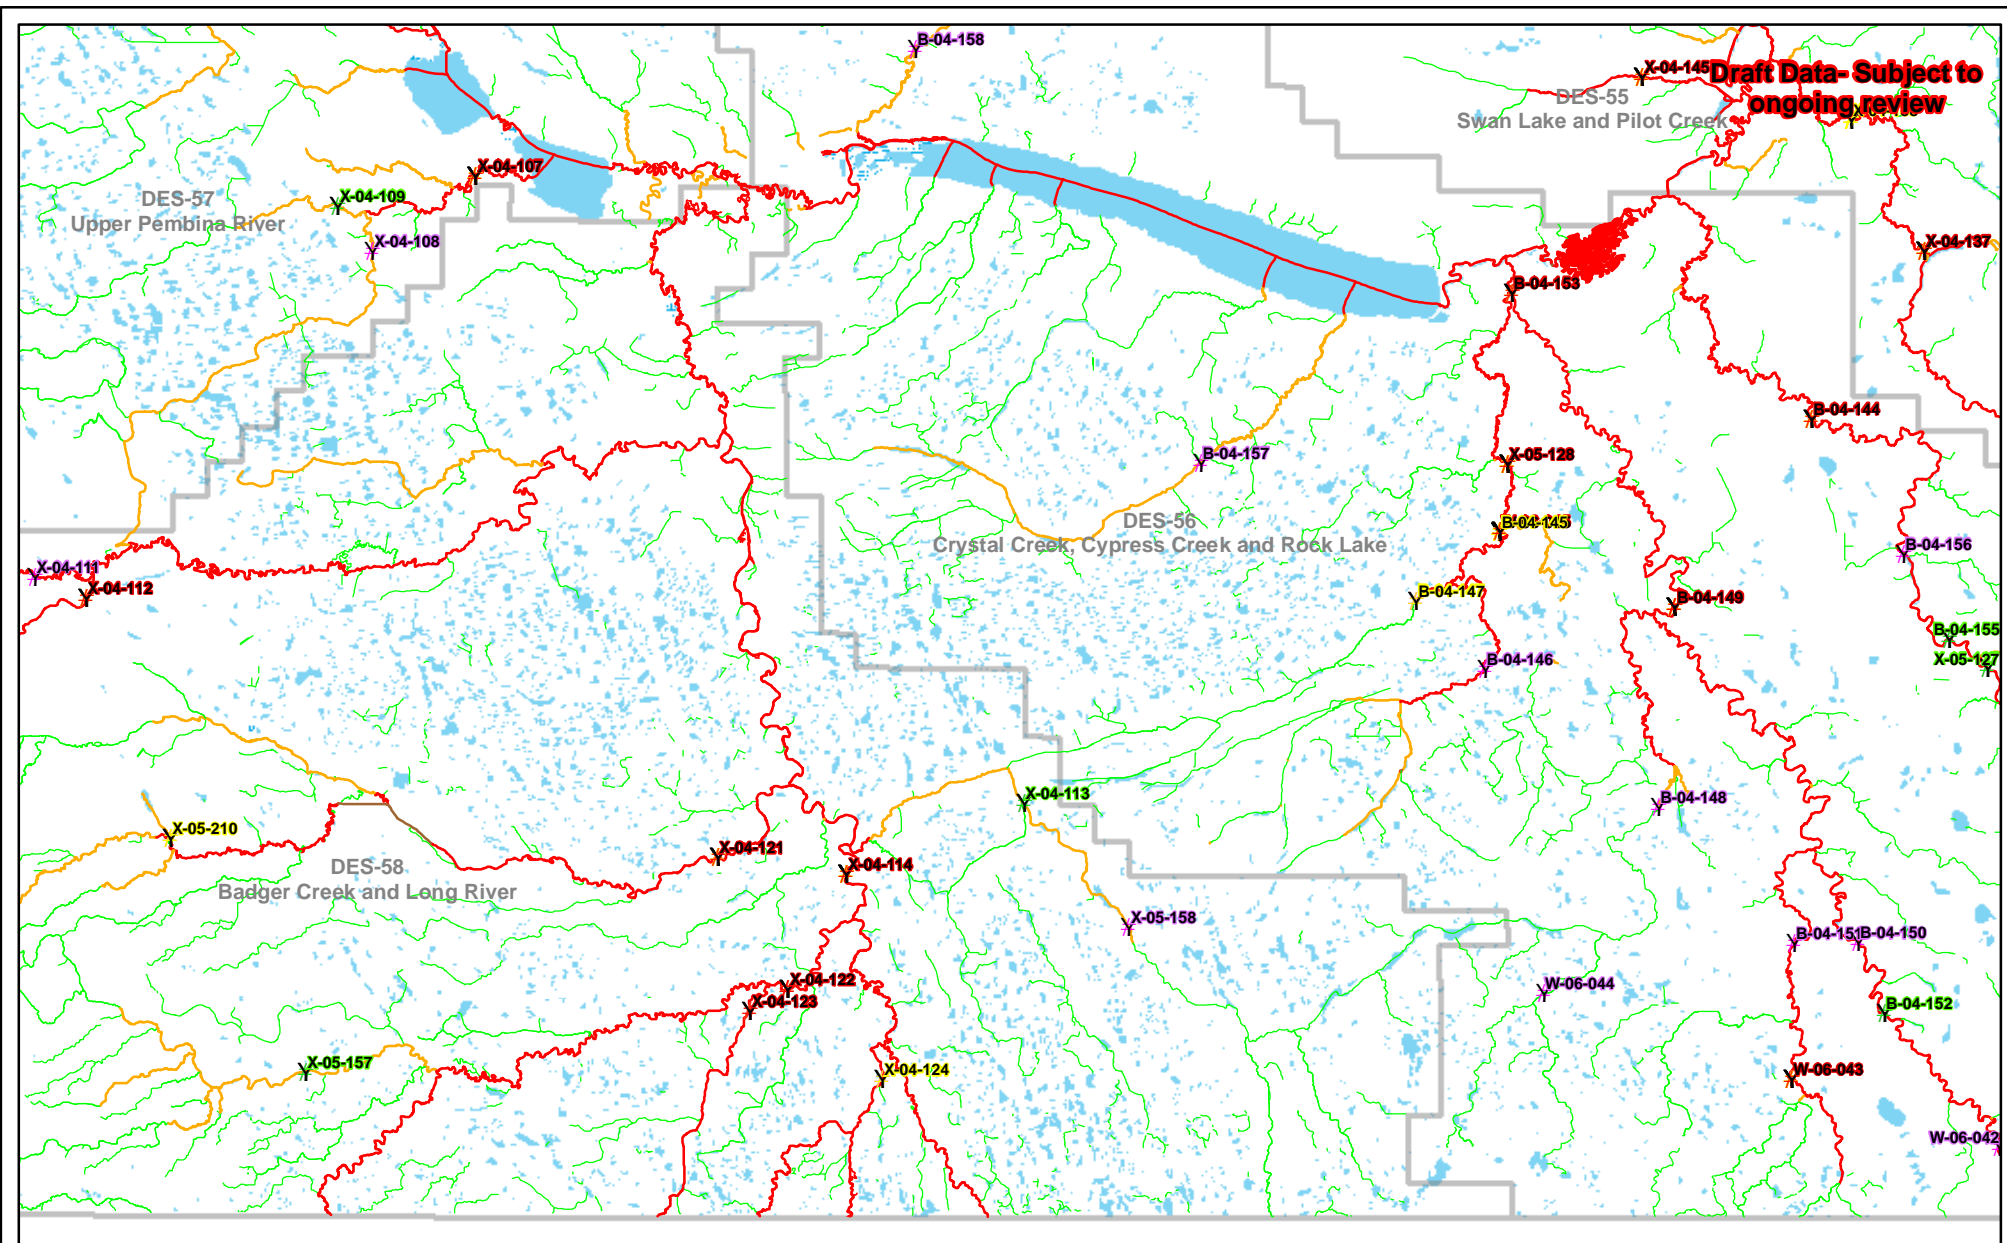 B-04-158
X-04-145
Draft Data- Subject to
ongoing review
DES-55
Swan Lake and Pilot Creek
X-04-107
DES-57
Upper Pembina River
X-04-109
X-04-108
X-04-137
B-04-153
B-04-144
B-04-157
X-05-128
DES-56
Crystal Creek, Cypress Creek and Rock Lake
B-04-145
B-04-156
X-04-111
X-04-112
B-04-147
B-04-149
B-04-155
X-05-127
B-04-146
X-04-113
B-04-148
X-05-210
X-04-121
X-04-114
DES-58
Badger Creek and Long River
X-05-158
B-04-151
B-04-150
X-04-122
X-04-123
W-06-044
B-04-152
X-05-157
X-04-124
W-06-043
W-06-042